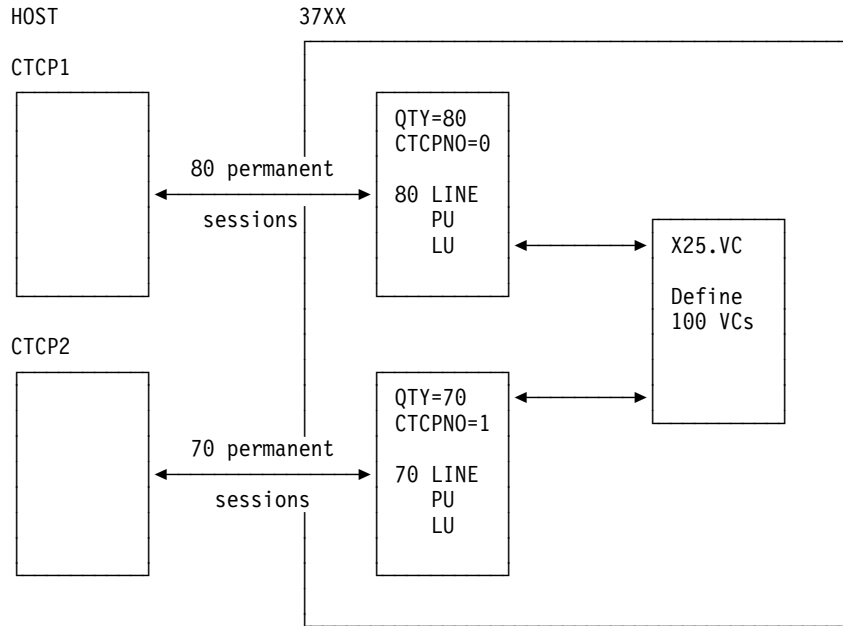 HOST
37XX
CTCP1
QTY=80
CTCPNO=0
80 permanent
sessions
80 LINE
PU
LU
X25.VC
Define
100 VCs
CTCP2
QTY=70
CTCPNO=1
70 permanent
sessions
70 LINE
PU
LU